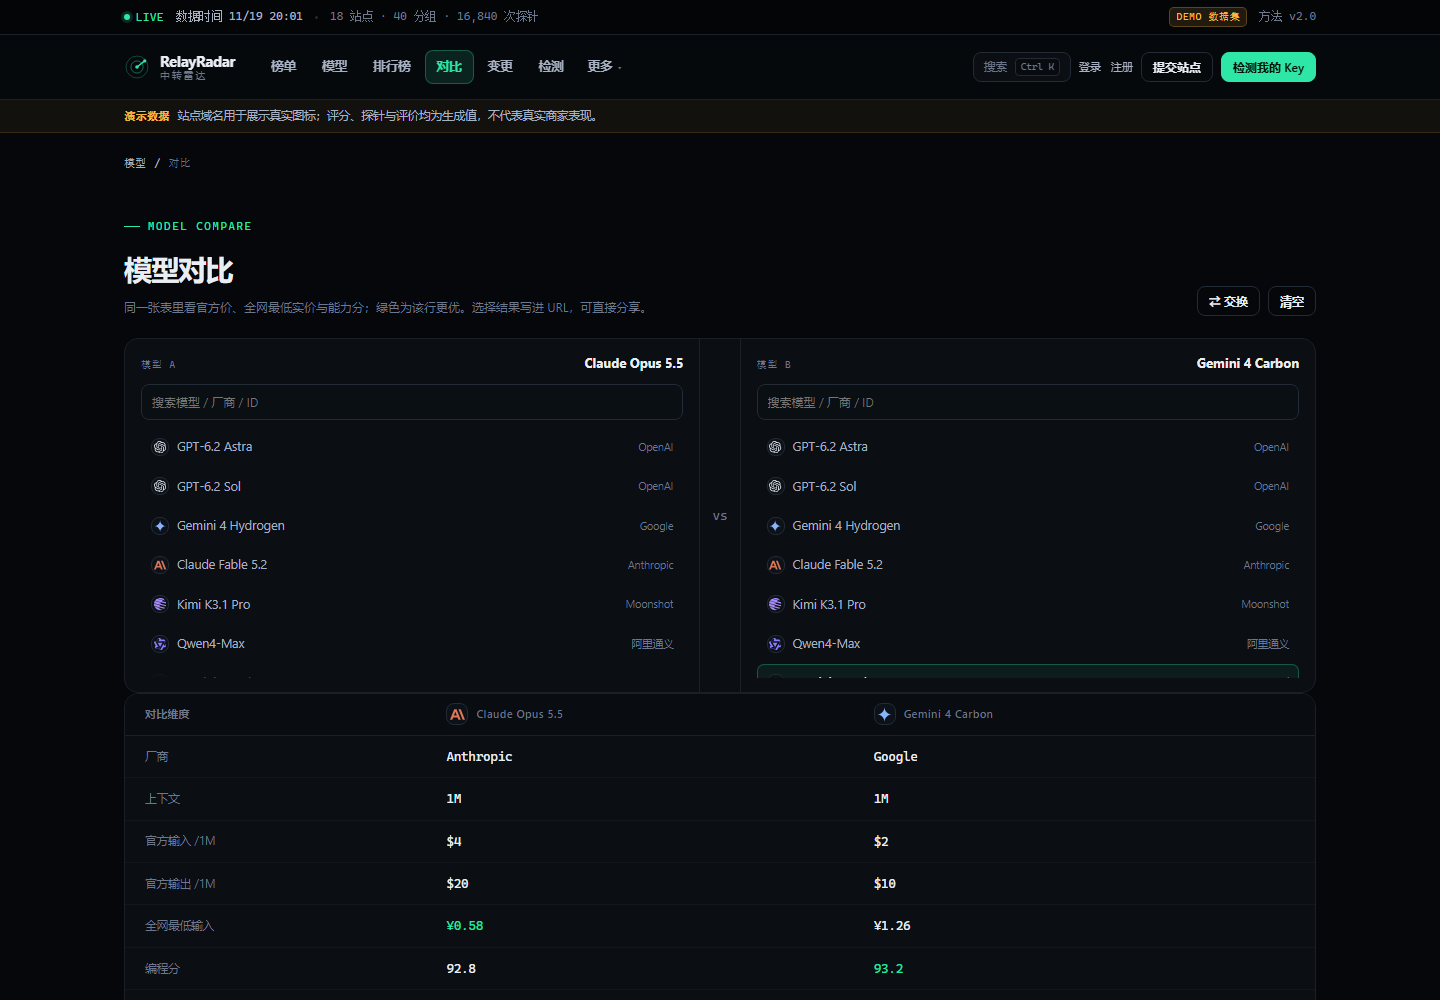 LIVE 数据时间 11/19 20:01 · 18 站点 · 40 分组 · 16,840 次探针 DEMO 数据集 方法 v2.0
RelayRadar
中转雷达
榜单 模型 排行榜 对比 变更 检测 更多
搜索 Ctrl K 登录 注册 提交站点 检测我的 Key
演示数据 站点域名用于展示真实图标；评分、探针与评价均为生成值，不代表真实商家表现。
模型 / 对比
MODEL COMPARE
模型对比
同一张表里看官方价、全网最低实价与能力分；绿色为该行更优。选择结果写进 URL，可直接分享。
⇄ 交换 清空
模型 A Claude Opus 5.5
搜索模型 / 厂商 / ID
GPT-6.2 Astra OpenAI
GPT-6.2 Sol OpenAI
Gemini 4 Hydrogen Google
Claude Fable 5.2 Anthropic
Kimi K3.1 Pro Moonshot
Qwen4-Max 阿里通义
VS
模型 B Gemini 4 Carbon
搜索模型 / 厂商 / ID
GPT-6.2 Astra OpenAI
GPT-6.2 Sol OpenAI
Gemini 4 Hydrogen Google
Claude Fable 5.2 Anthropic
Kimi K3.1 Pro Moonshot
Qwen4-Max 阿里通义
对比维度 Claude Opus 5.5 Gemini 4 Carbon
厂商 Anthropic Google
上下文 1M 1M
官方输入 /1M $4 $2
官方输出 /1M $20 $10
全网最低输入 ¥0.58 ¥1.26
编程分 92.8 93.2